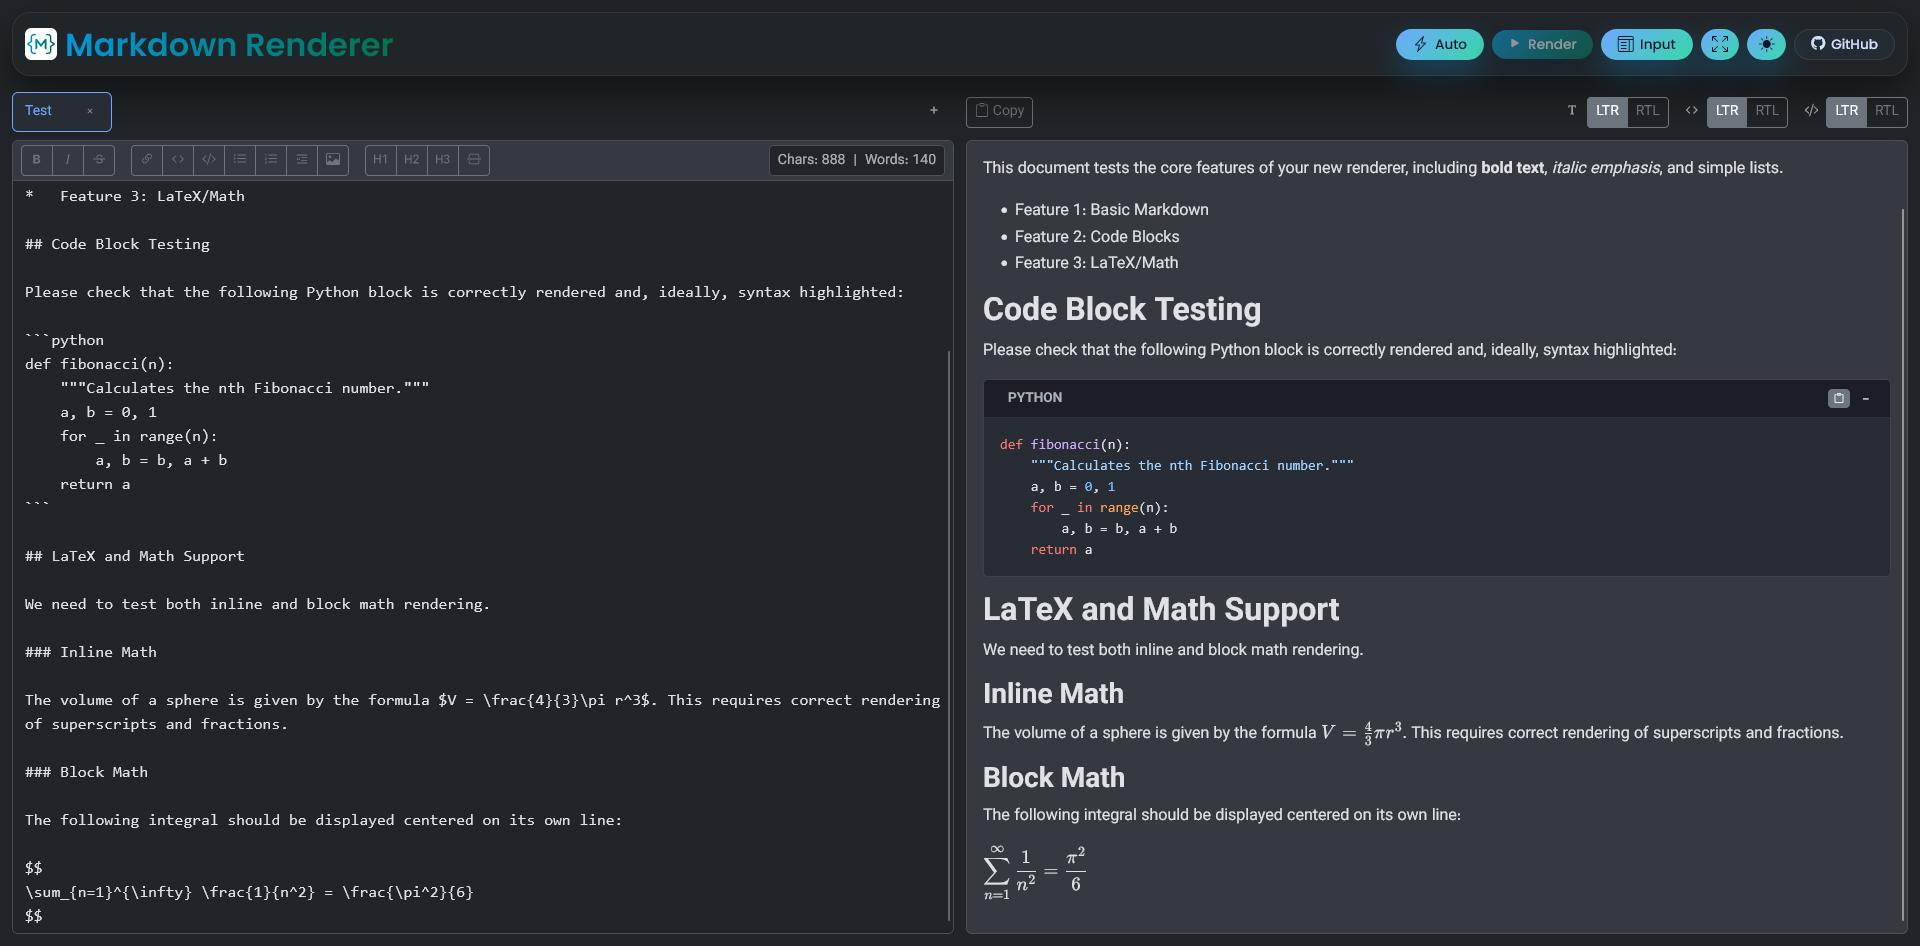 {M} Markdown Renderer
Auto
Render
Input
GitHub
Test ×
+
B I S
H1 H2 H3
Chars: 888 | Words: 140
*   Feature 3: LaTeX/Math
## Code Block Testing
Please check that the following Python block is correctly rendered and, ideally, syntax highlighted:
```python
def fibonacci(n):
    """Calculates the nth Fibonacci number."""
    a, b = 0, 1
    for _ in range(n):
        a, b = b, a + b
    return a
```
## LaTeX and Math Support
We need to test both inline and block math rendering.
### Inline Math
The volume of a sphere is given by the formula $V = \frac{4}{3}\pi r^3$. This requires correct rendering
of superscripts and fractions.
### Block Math
The following integral should be displayed centered on its own line:
$$
\sum_{n=1}^{\infty} \frac{1}{n^2} = \frac{\pi^2}{6}
$$
Copy
T LTR RTL <> LTR RTL </> LTR RTL
This document tests the core features of your new renderer, including bold text, italic emphasis, and simple lists.
• Feature 1: Basic Markdown
• Feature 2: Code Blocks
• Feature 3: LaTeX/Math
Code Block Testing
Please check that the following Python block is correctly rendered and, ideally, syntax highlighted:
PYTHON
def fibonacci(n):
    """Calculates the nth Fibonacci number."""
    a, b = 0, 1
    for _ in range(n):
        a, b = b, a + b
    return a
LaTeX and Math Support
We need to test both inline and block math rendering.
Inline Math
The volume of a sphere is given by the formula V = 4/3 πr³. This requires correct rendering of superscripts and fractions.
Block Math
The following integral should be displayed centered on its own line:
∑_{n=1}^{∞} 1/n² = π²/6